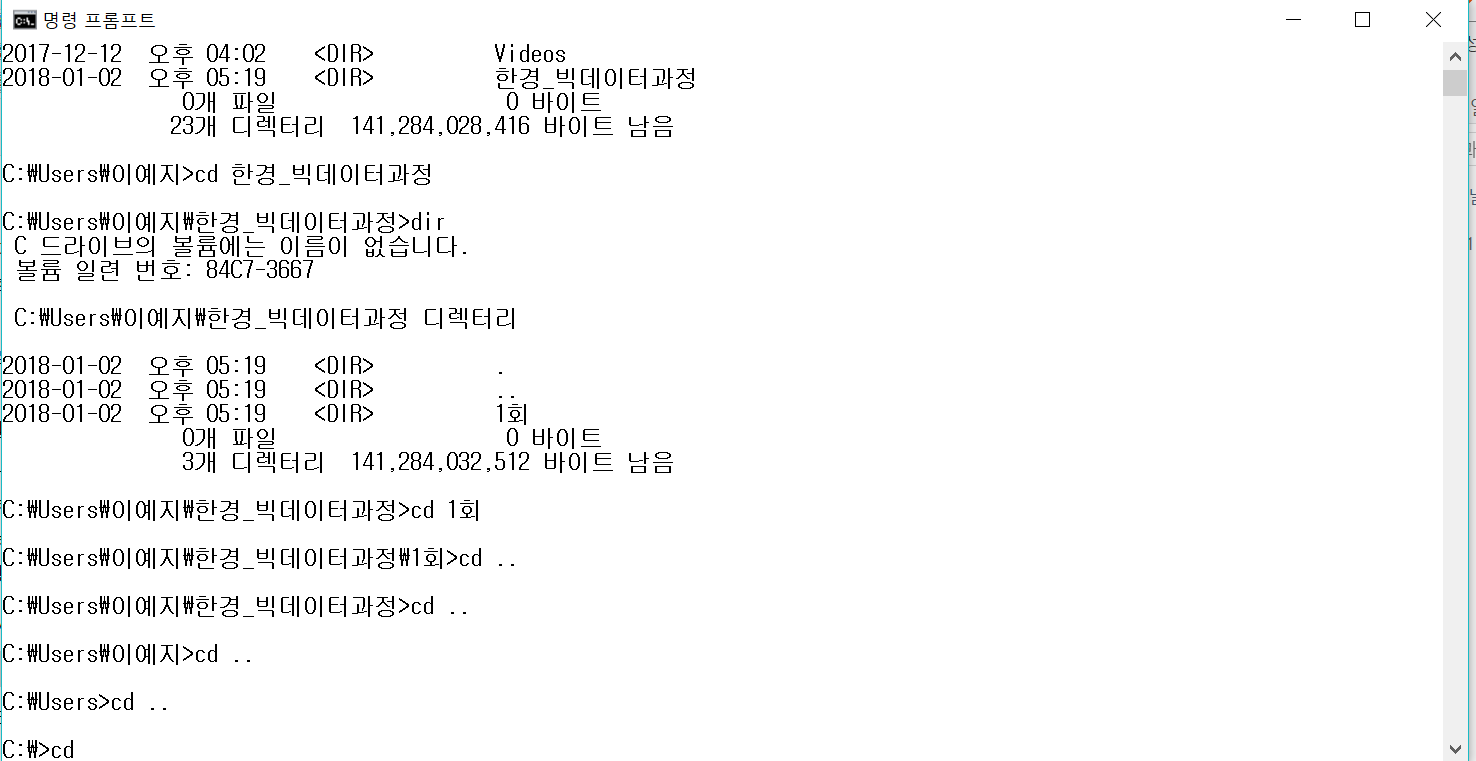 명령 프롬프트
2017-12-12 오후 04:02 <DIR> Videos
2018-01-02 오후 05:19 <DIR> 한경_빅데이터과정
0개 파일 0 바이트
23개 디렉터리 141,284,028,416 바이트 남음
C:₩Users₩이예지>cd 한경_빅데이터과정
C:₩Users₩이예지₩한경_빅데이터과정>dir
C 드라이브의 볼륨에는 이름이 없습니다.
볼륨 일련 번호: 84C7-3667
C:₩Users₩이예지₩한경_빅데이터과정 디렉터리
2018-01-02 오후 05:19 <DIR> .
2018-01-02 오후 05:19 <DIR> ..
2018-01-02 오후 05:19 <DIR> 1회
0개 파일 0 바이트
3개 디렉터리 141,284,032,512 바이트 남음
C:₩Users₩이예지₩한경_빅데이터과정>cd 1회
C:₩Users₩이예지₩한경_빅데이터과정₩1회>cd ..
C:₩Users₩이예지₩한경_빅데이터과정>cd ..
C:₩Users₩이예지>cd ..
C:₩Users>cd ..
C:₩>cd